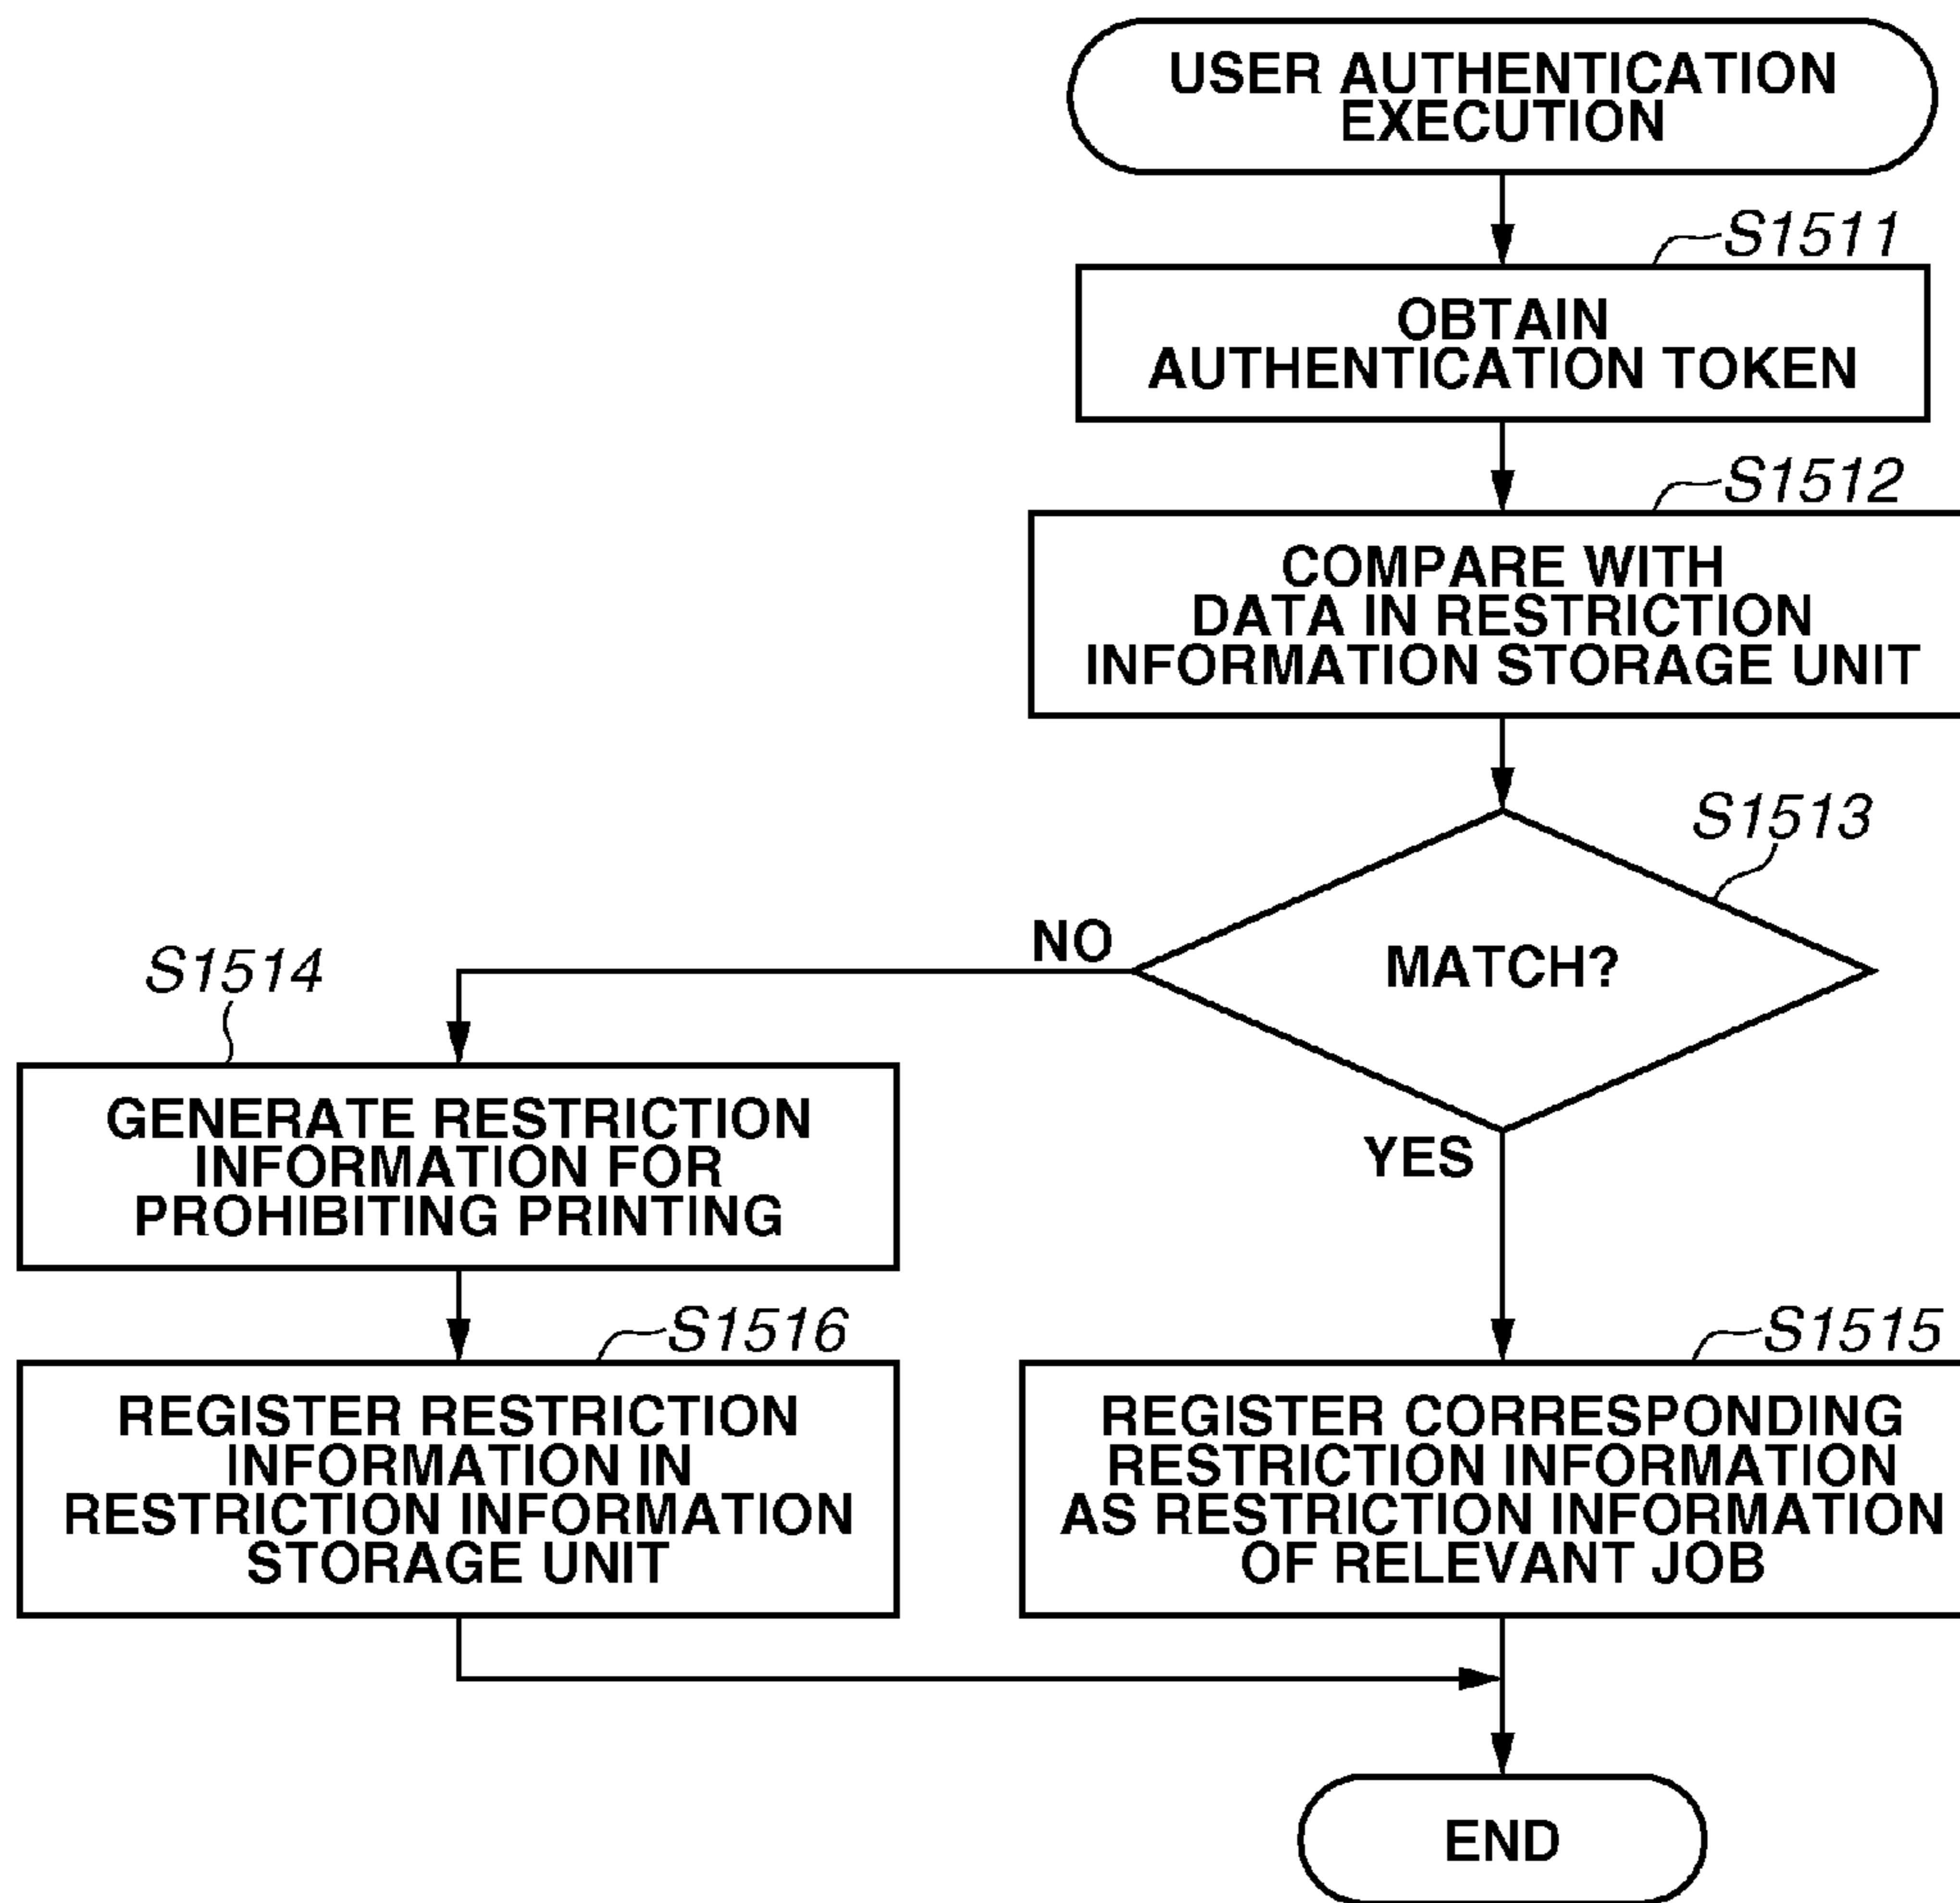 USER AUTHENTICATION
EXECUTION
S1511
OBTAIN
AUTHENTICATION TOKEN
S1512
COMPARE WITH
DATA IN RESTRICTION
INFORMATION STORAGE UNIT
S1513
MATCH?
NO
YES
S1514
GENERATE RESTRICTION
INFORMATION FOR
PROHIBITING PRINTING
S1516
REGISTER RESTRICTION
INFORMATION IN
RESTRICTION INFORMATION
STORAGE UNIT
S1515
REGISTER CORRESPONDING
RESTRICTION INFORMATION
AS RESTRICTION INFORMATION
OF RELEVANT JOB
END